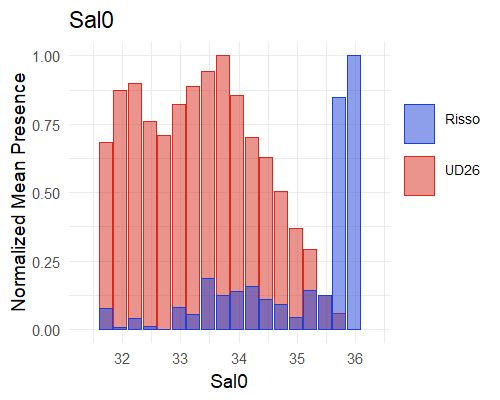 Sal0
Normalized Mean Presence
1.00
0.75
0.50
0.25
0.00
32 33 34 35 36
Sal0
Risso
UD26